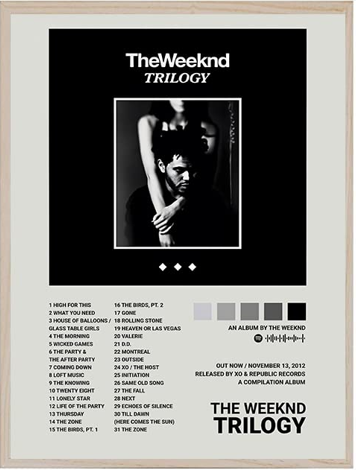 TheWeeknd
TRILOGY
1 HIGH FOR THIS
2 WHAT YOU NEED
3 HOUSE OF BALLOONS /
GLASS TABLE GIRLS
4 THE MORNING
5 WICKED GAMES
6 THE PARTY &
THE AFTER PARTY
7 COMING DOWN
8 LOFT MUSIC
9 THE KNOWING
10 TWENTY EIGHT
11 LONELY STAR
12 LIFE OF THE PARTY
13 THURSDAY
14 THE ZONE
15 THE BIRDS, PT. 1
16 THE BIRDS, PT. 2
17 GONE
18 ROLLING STONE
19 HEAVEN OR LAS VEGAS
20 VALERIE
21 D.D.
22 MONTREAL
23 OUTSIDE
24 XO / THE HOST
25 INITIATION
26 SAME OLD SONG
27 THE FALL
28 NEXT
29 ECHOES OF SILENCE
30 TILL DAWN
(HERE COMES THE SUN)
31 THE ZONE
AN ALBUM BY THE WEEKND
OUT NOW / NOVEMBER 13, 2012
RELEASED BY XO & REPUBLIC RECORDS
A COMPILATION ALBUM
THE WEEKND
TRILOGY